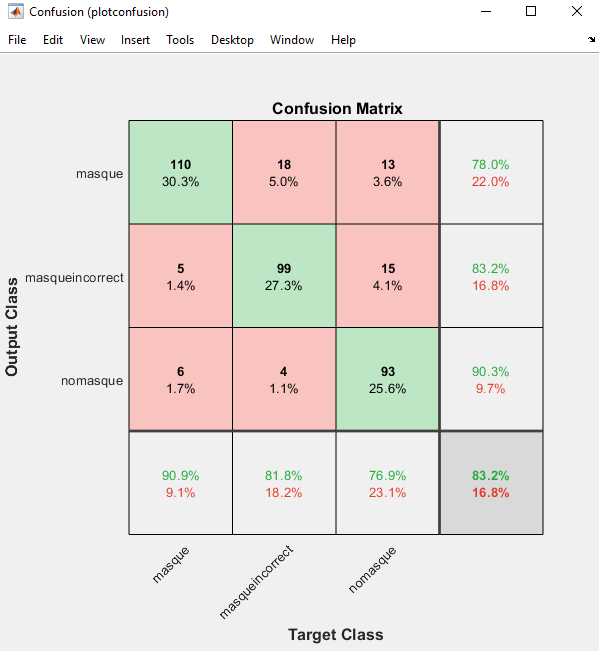 Confusion (plotconfusion)
File Edit View Insert Tools Desktop Window Help
Confusion Matrix
masque
110
30.3%
18
5.0%
13
3.6%
78.0%
22.0%
masqueincorrect
5
1.4%
99
27.3%
15
4.1%
83.2%
16.8%
nomasque
6
1.7%
4
1.1%
93
25.6%
90.3%
9.7%
90.9%
9.1%
81.8%
18.2%
76.9%
23.1%
83.2%
16.8%
Output Class
masque
masqueincorrect
nomasque
Target Class